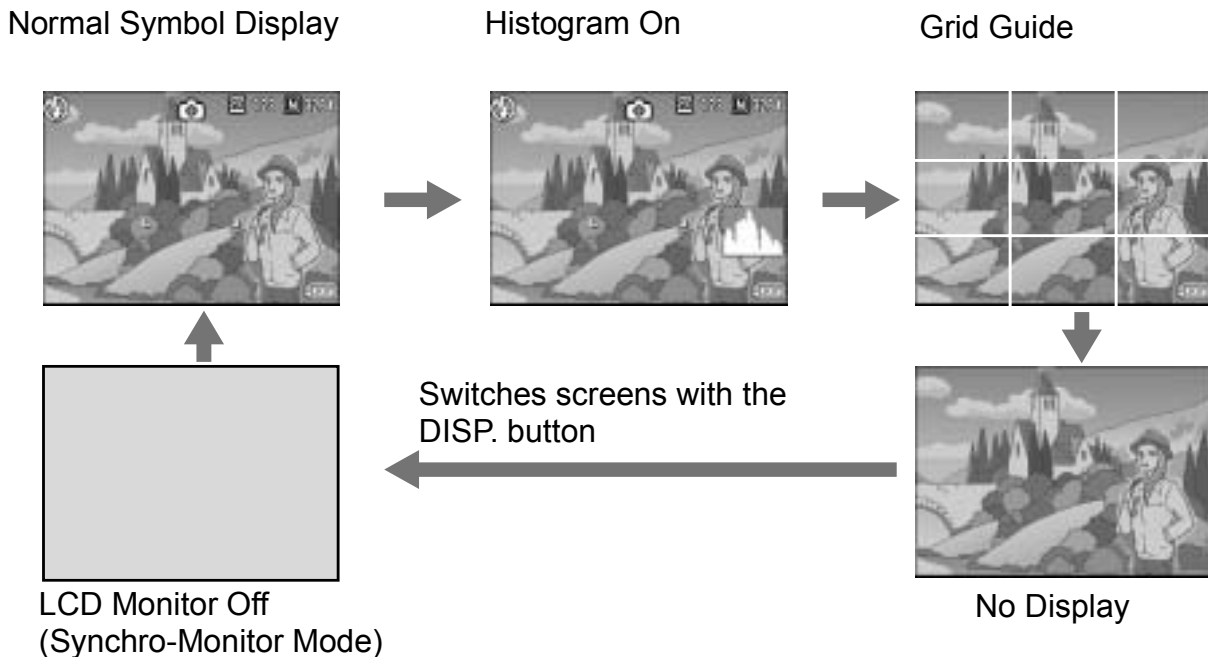 Normal Symbol Display
Histogram On
Grid Guide
Switches screens with the
DISP. button
LCD Monitor Off
(Synchro-Monitor Mode)
No Display